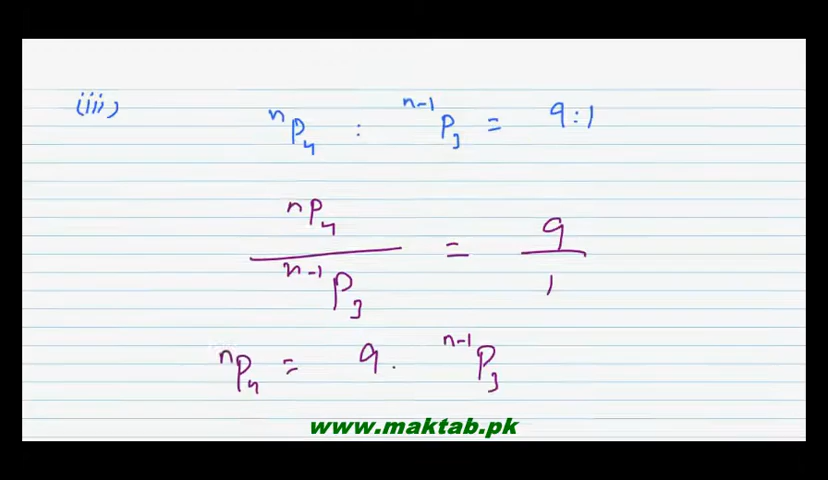 (iii) ⁿP₄ : ⁿ⁻¹P₃ = 9:1
ⁿP₄ / ⁿ⁻¹P₃ = 9 / 1
ⁿP₄ = 9 . ⁿ⁻¹P₃
www.maktab.pk